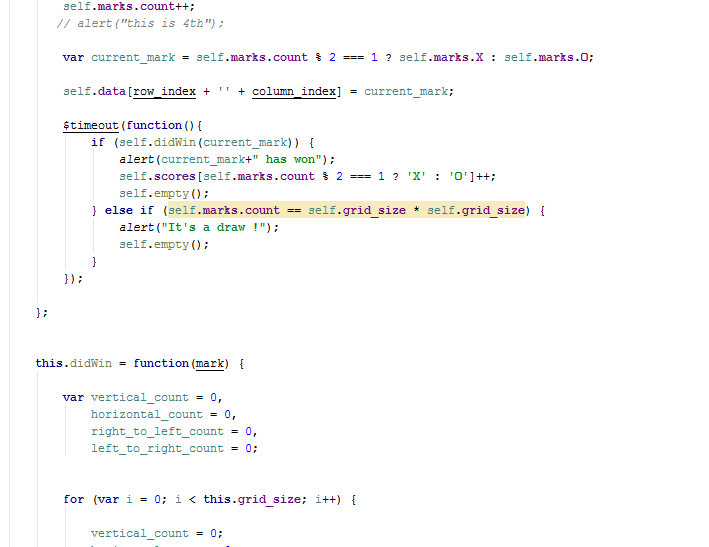 self.marks.count++;
// alert("this is 4th");
var current_mark = self.marks.count % 2 === 1 ? self.marks.X : self.marks.O;
self.data[row_index + '' + column_index] = current_mark;
$timeout(function(){
if (self.didWin(current_mark)) {
alert(current_mark+" has won");
self.scores[self.marks.count % 2 === 1 ? 'X' : 'O']++;
self.empty();
} else if (self.marks.count == self.grid_size * self.grid_size) {
alert("It's a draw !");
self.empty();
}
});
};
this.didWin = function(mark) {
var vertical_count = 0,
horizontal_count = 0,
right_to_left_count = 0,
left_to_right_count = 0;
for (var i = 0; i < this.grid_size; i++) {
vertical_count = 0;